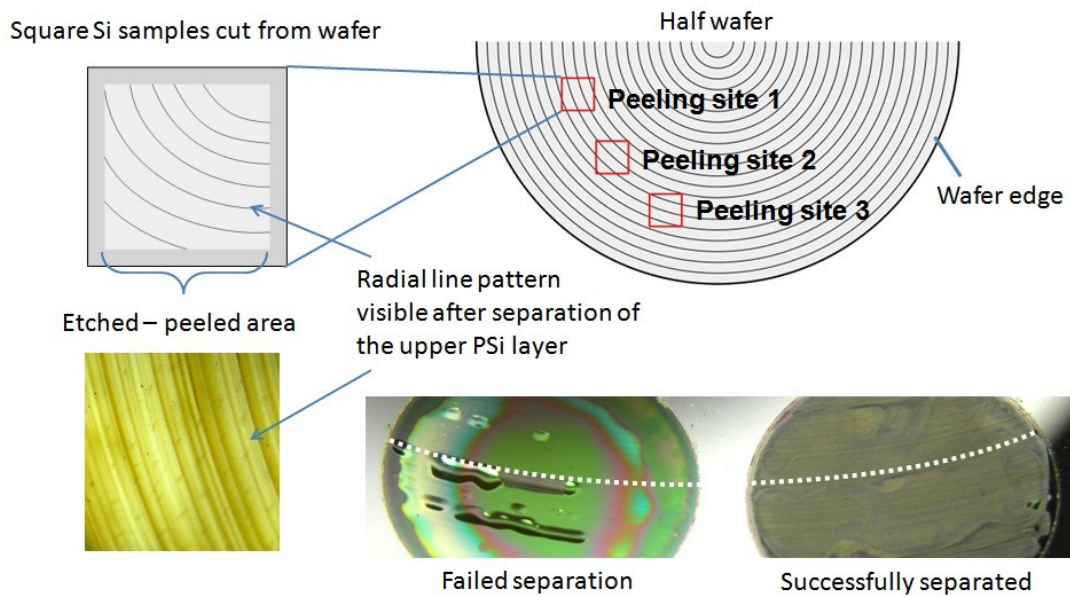 Square Si samples cut from wafer
Half wafer
Peeling site 1
Peeling site 2
Peeling site 3
Wafer edge
Radial line pattern
visible after separation of
the upper PSi layer
Etched – peeled area
Failed separation
Successfully separated